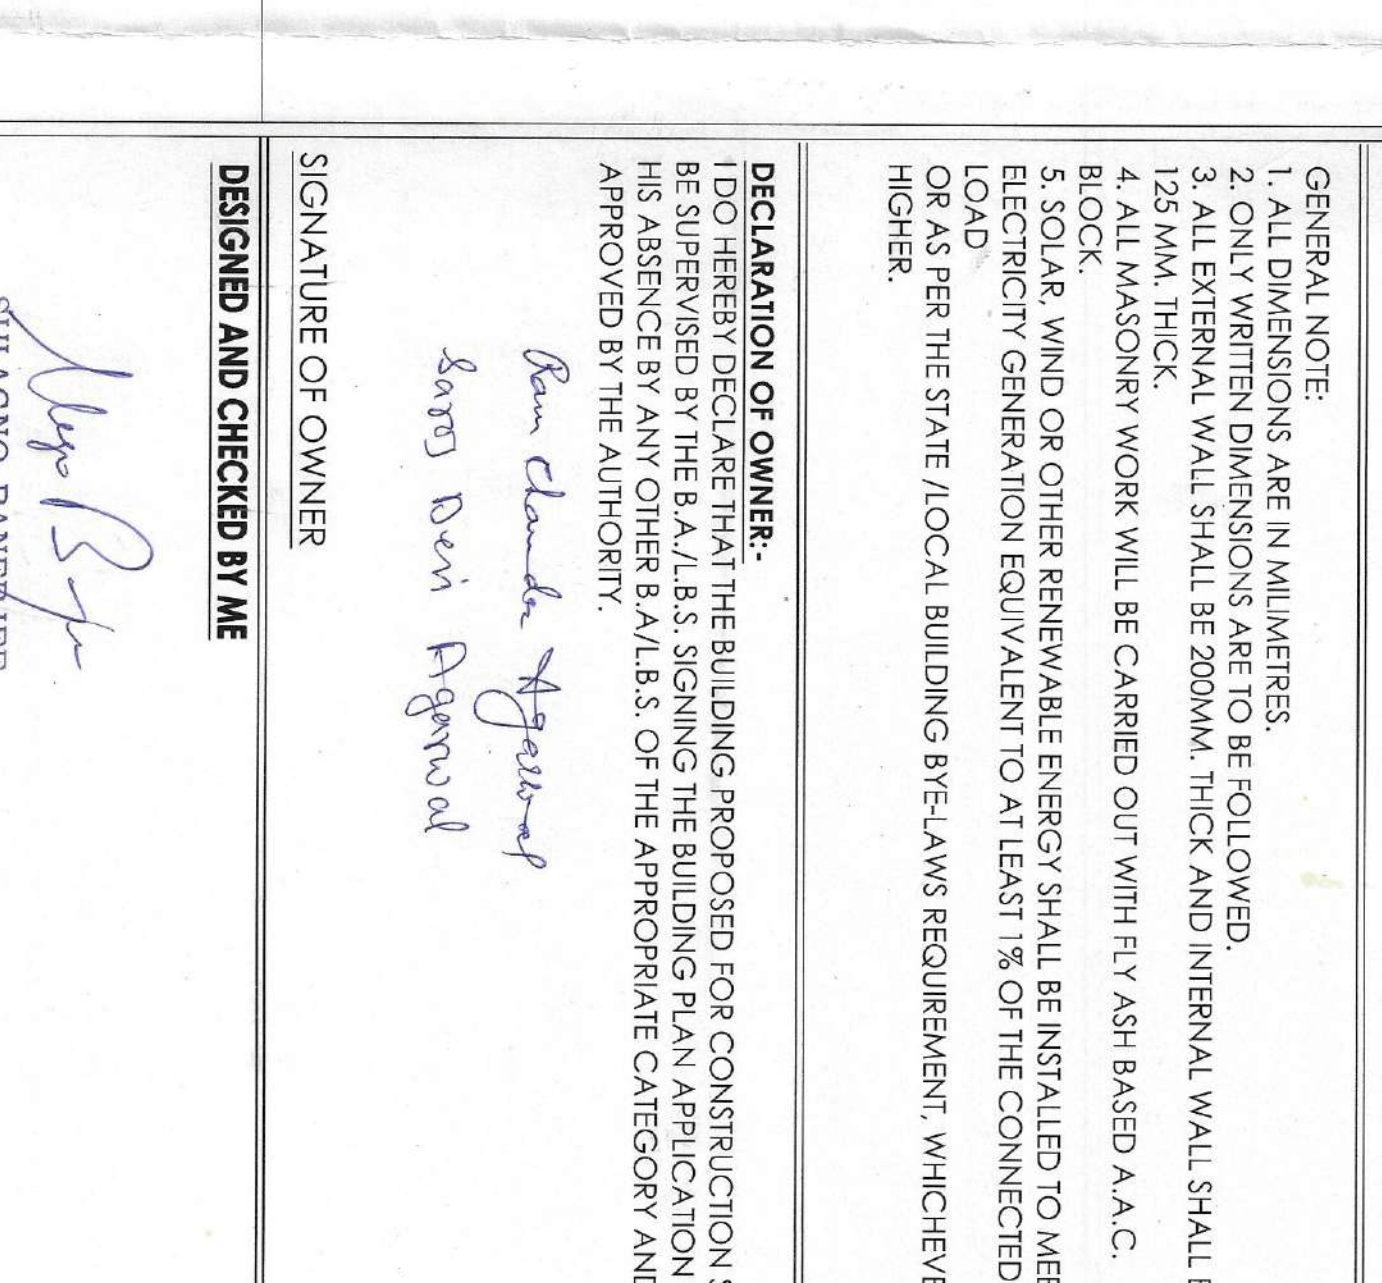 GENERAL NOTE:
1. ALL DIMENSIONS ARE IN MILIMETRES.
2. ONLY WRITTEN DIMENSIONS ARE TO BE FOLLOWED.
3. ALL EXTERNAL WALL SHALL BE 200MM. THICK AND INTERNAL WALL SHALL
125 MM. THICK.
4. ALL MASONRY WORK WILL BE CARRIED OUT WITH FLY ASH BASED A.A.C.
BLOCK.
5. SOLAR, WIND OR OTHER RENEWABLE ENERGY SHALL BE INSTALLED TO
ELECTRICITY GENERATION EQUIVALENT TO AT LEAST 1% OF THE CONNECTED
LOAD
OR AS PER THE STATE /LOCAL BUILDING BYE-LAWS REQUIREMENT, WHICHEVE
HIGHER.
DECLARATION OF OWNER:-
I DO HEREBY DECLARE THAT THE BUILDING PROPOSED FOR CONSTRUCTION
BE SUPERVISED BY THE B.A./L.B.S. SIGNING THE BUILDING PLAN APPLICATION
HIS ABSENCE BY ANY OTHER B.A/L.B.S. OF THE APPROPRIATE CATEGORY AND
APPROVED BY THE AUTHORITY.
Ram Chander Agarwal
Saroj Devi Agarwal
SIGNATURE OF OWNER
DESIGNED AND CHECKED BY ME